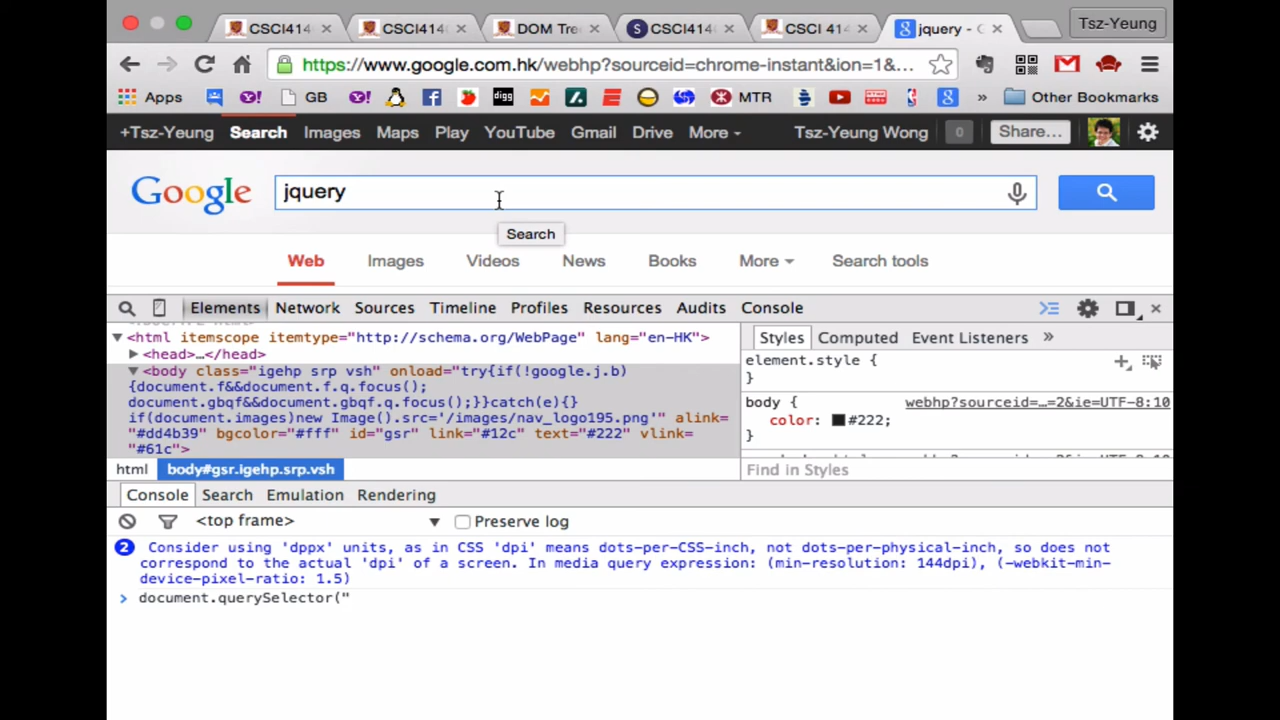 CSCI414
CSCI414
DOM Tre
CSCI414
CSCI 414
jquery - G
Tsz-Yeung
https://www.google.com.hk/webhp?sourceid=chrome-instant&ion=1&...
Apps
GB
digg
MTR
»
Other Bookmarks
+Tsz-Yeung Search Images Maps Play YouTube Gmail Drive More
Tsz-Yeung Wong 0 Share...
Google
jquery
Search
Web Images Videos News Books More Search tools
Elements Network Sources Timeline Profiles Resources Audits Console
<html itemscope itemtype="http://schema.org/WebPage" lang="en-HK">
<head>…</head>
<body class="igehp srp vsh" onload="try{if(!google.j.b)
{document.f&&document.f.q.focus();
document.gbqf&&document.gbqf.q.focus();}}catch(e){}
if(document.images)new Image().src='/images/nav_logo195.png'" alink=
"#dd4b39" bgcolor="#fff" id="gsr" link="#12c" text="#222" vlink=
"#61c">
html body#gsr.igehp.srp.vsh
Styles Computed Event Listeners »
element.style {
}
body { webhp?sourceid=…=2&ie=UTF-8:10
color: #222;
}
Find in Styles
Console Search Emulation Rendering
<top frame> Preserve log
2 Consider using 'dppx' units, as in CSS 'dpi' means dots-per-CSS-inch, not dots-per-physical-inch, so does not
correspond to the actual 'dpi' of a screen. In media query expression: (min-resolution: 144dpi), (-webkit-min-
device-pixel-ratio: 1.5)
> document.querySelector("